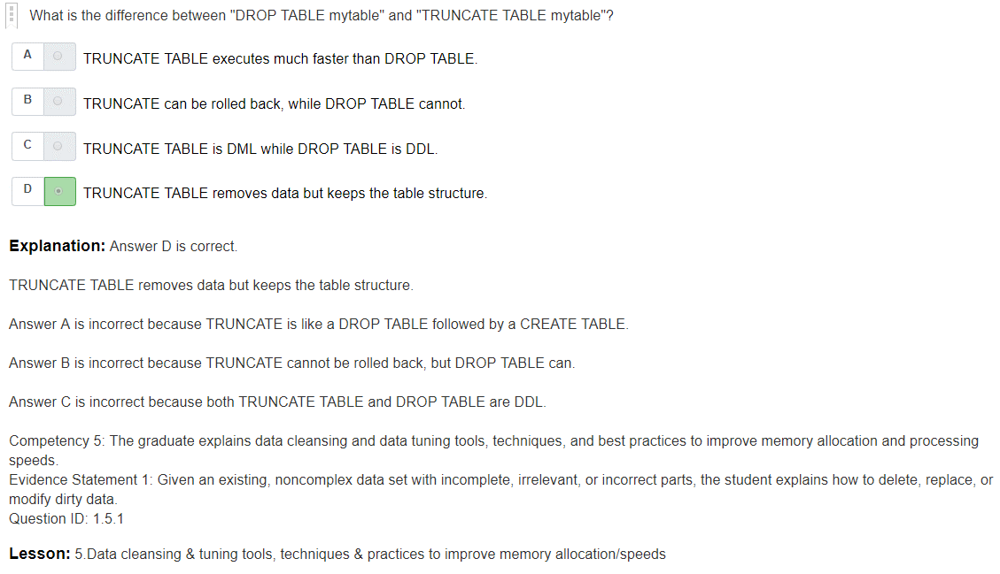 What is the difference between "DROP TABLE mytable" and "TRUNCATE TABLE mytable"?
A TRUNCATE TABLE executes much faster than DROP TABLE.
B TRUNCATE can be rolled back, while DROP TABLE cannot.
C TRUNCATE TABLE is DML while DROP TABLE is DDL.
D TRUNCATE TABLE removes data but keeps the table structure.
Explanation: Answer D is correct.
TRUNCATE TABLE removes data but keeps the table structure.
Answer A is incorrect because TRUNCATE is like a DROP TABLE followed by a CREATE TABLE.
Answer B is incorrect because TRUNCATE cannot be rolled back, but DROP TABLE can.
Answer C is incorrect because both TRUNCATE TABLE and DROP TABLE are DDL.
Competency 5: The graduate explains data cleansing and data tuning tools, techniques, and best practices to improve memory allocation and processing
speeds.
Evidence Statement 1: Given an existing, noncomplex data set with incomplete, irrelevant, or incorrect parts, the student explains how to delete, replace, or
modify dirty data.
Question ID: 1.5.1
Lesson: 5.Data cleansing & tuning tools, techniques & practices to improve memory allocation/speeds